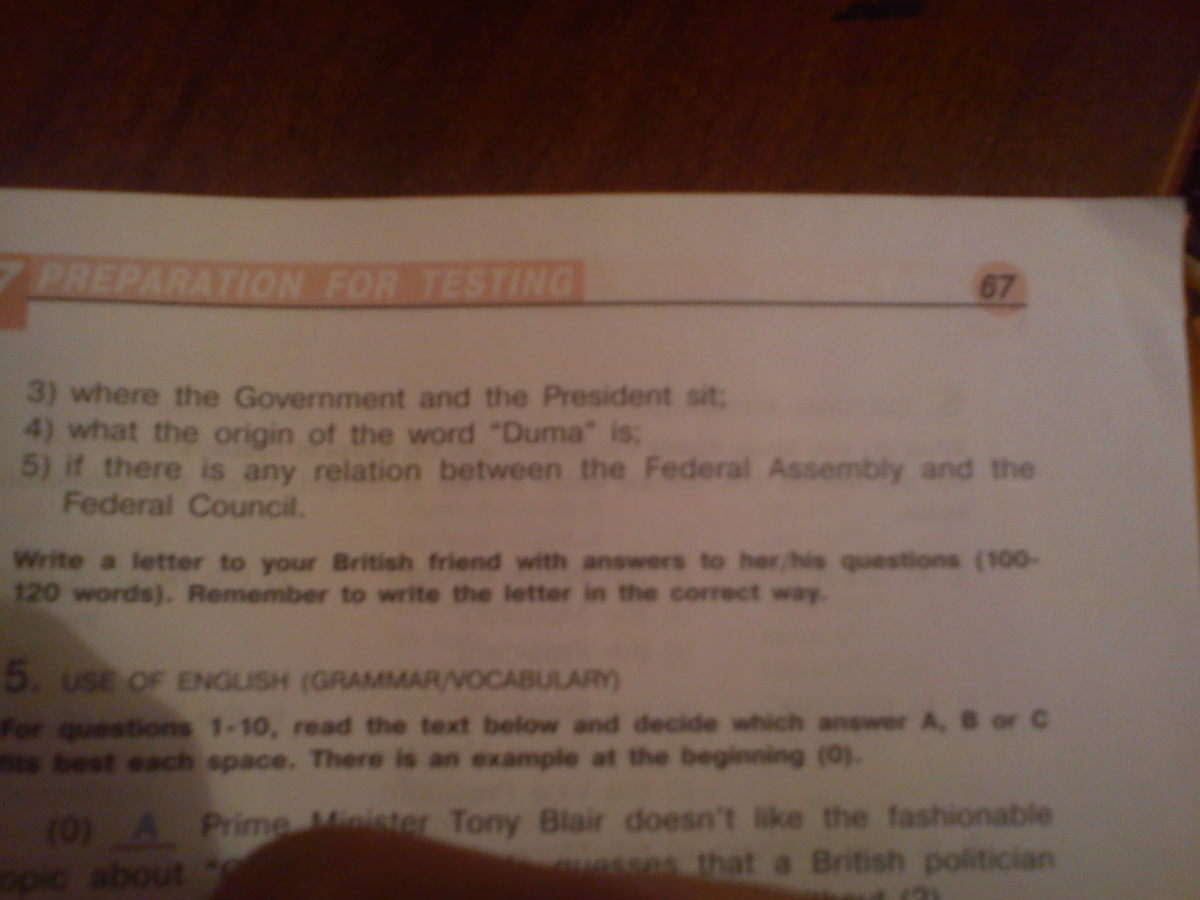 7 PREPARATION FOR TESTING 67
3) where the Government and the President sit;
4) what the origin of the word "Duma" is;
5) if there is any relation between the Federal Assembly and the
Federal Council.
Write a letter to your British friend with answers to her/his questions (100-
120 words). Remember to write the letter in the correct way.
5. USE OF ENGLISH (GRAMMAR/VOCABULARY)
For questions 1-10, read the text below and decide which answer A, B or C
fits best each space. There is an example at the beginning (0).
(0) A Prime Minister Tony Blair doesn't like the fashionable
opic about guesses that a British politician